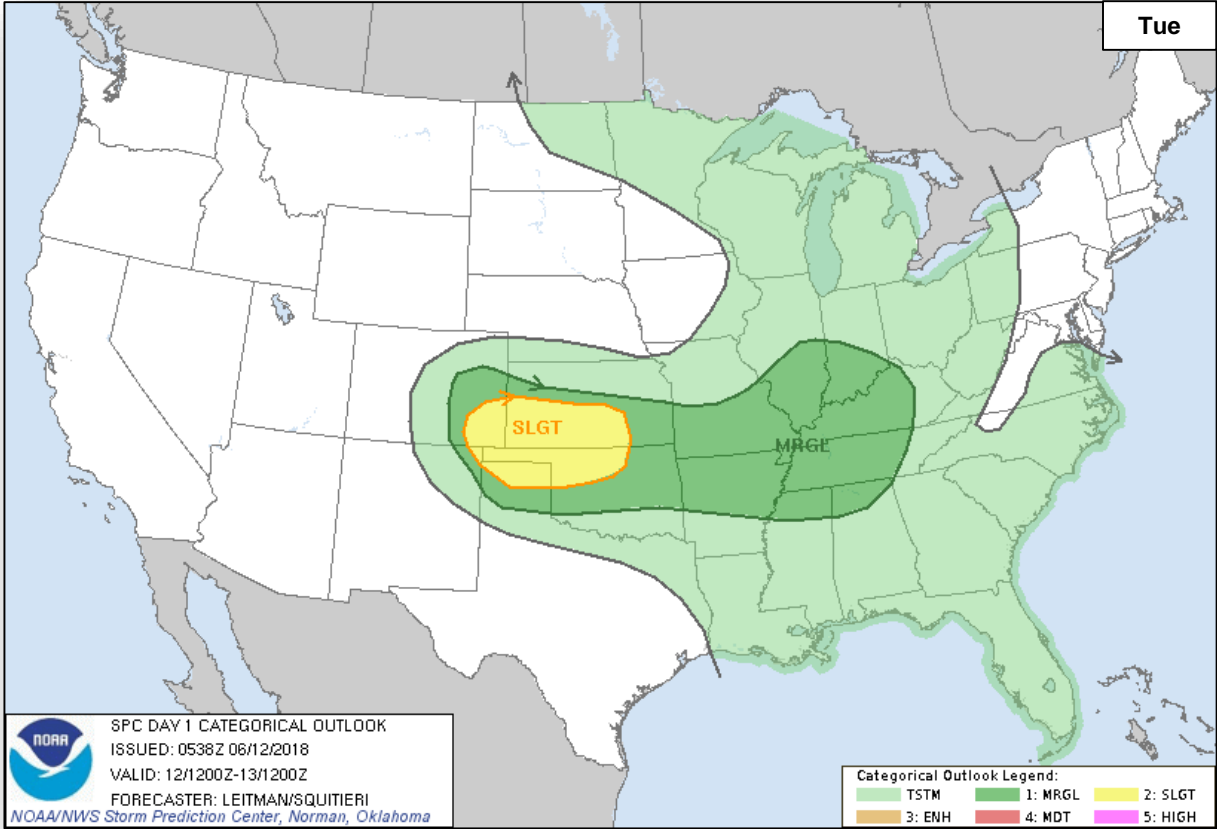 Tue
SLGT
MRGL
NOAA
SPC DAY 1 CATEGORICAL OUTLOOK
ISSUED: 0538Z 06/12/2018
VALID: 12/1200Z-13/1200Z
FORECASTER: LEITMAN/SQUITIERI
NOAA/NWS Storm Prediction Center, Norman, Oklahoma
Categorical Outlook Legend:
TSTM 1: MRGL 2: SLGT
3: ENH 4: MDT 5: HIGH